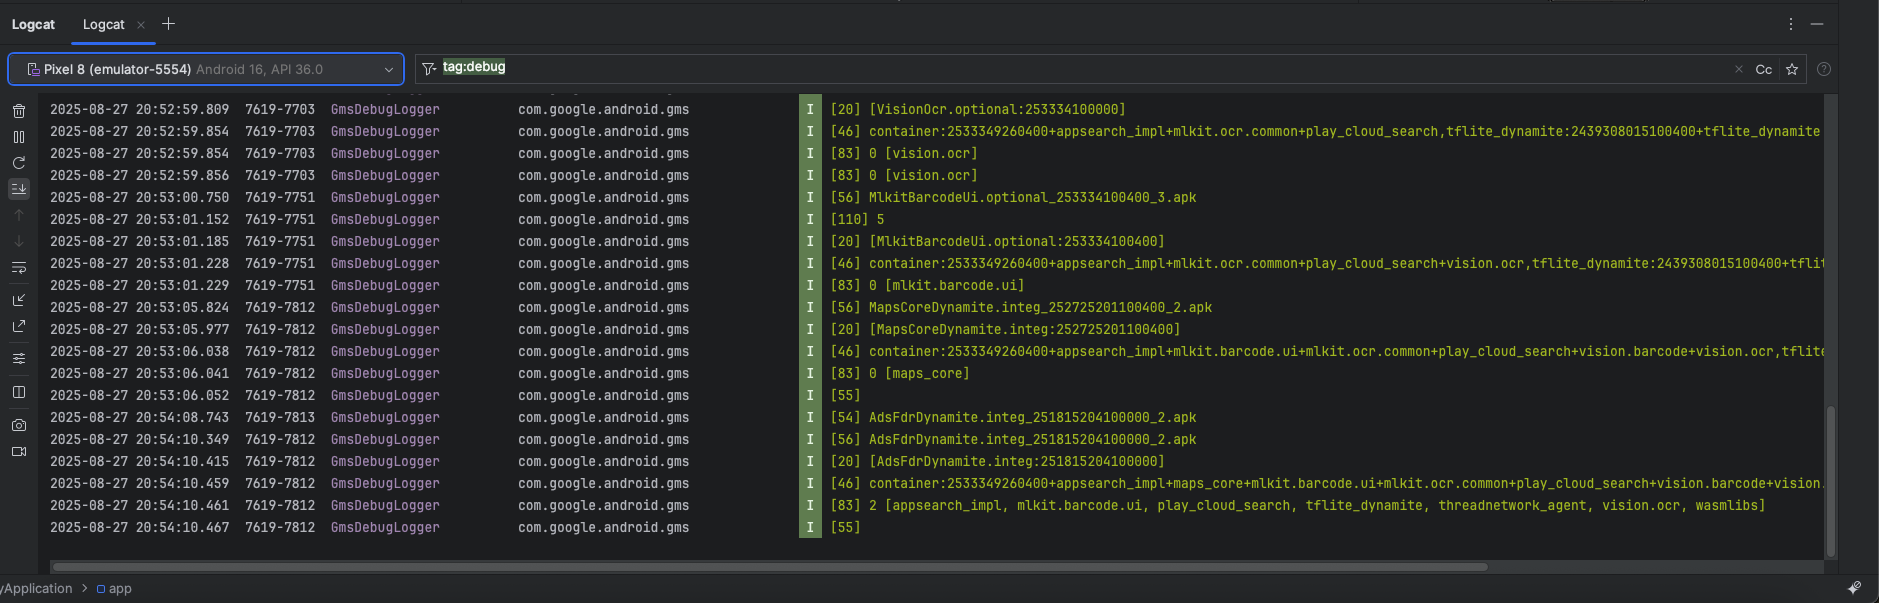 Logcat Logcat
Pixel 8 (emulator-5554) Android 16, API 36.0 tag:debug Cc
2025-08-27 20:52:59.809 7619-7703 GmsDebugLogger com.google.android.gms I [20] [VisionOcr.optional:253334100000]
2025-08-27 20:52:59.854 7619-7703 GmsDebugLogger com.google.android.gms I [46] container:2533349260400+appsearch_impl+mlkit.ocr.common+play_cloud_search,tflite_dynamite:2439308015100400+tflite_dynamite
2025-08-27 20:52:59.854 7619-7703 GmsDebugLogger com.google.android.gms I [83] 0 [vision.ocr]
2025-08-27 20:52:59.856 7619-7703 GmsDebugLogger com.google.android.gms I [83] 0 [vision.ocr]
2025-08-27 20:53:00.750 7619-7751 GmsDebugLogger com.google.android.gms I [56] MlkitBarcodeUi.optional_253334100400_3.apk
2025-08-27 20:53:01.152 7619-7751 GmsDebugLogger com.google.android.gms I [110] 5
2025-08-27 20:53:01.185 7619-7751 GmsDebugLogger com.google.android.gms I [20] [MlkitBarcodeUi.optional:253334100400]
2025-08-27 20:53:01.228 7619-7751 GmsDebugLogger com.google.android.gms I [46] container:2533349260400+appsearch_impl+mlkit.ocr.common+play_cloud_search+vision.ocr,tflite_dynamite:2439308015100400+tflit
2025-08-27 20:53:01.229 7619-7751 GmsDebugLogger com.google.android.gms I [83] 0 [mlkit.barcode.ui]
2025-08-27 20:53:05.824 7619-7812 GmsDebugLogger com.google.android.gms I [56] MapsCoreDynamite.integ_252725201100400_2.apk
2025-08-27 20:53:05.977 7619-7812 GmsDebugLogger com.google.android.gms I [20] [MapsCoreDynamite.integ:252725201100400]
2025-08-27 20:53:06.038 7619-7812 GmsDebugLogger com.google.android.gms I [46] container:2533349260400+appsearch_impl+mlkit.barcode.ui+mlkit.ocr.common+play_cloud_search+vision.barcode+vision.ocr,tflite
2025-08-27 20:53:06.041 7619-7812 GmsDebugLogger com.google.android.gms I [83] 0 [maps_core]
2025-08-27 20:53:06.052 7619-7812 GmsDebugLogger com.google.android.gms I [55]
2025-08-27 20:54:08.743 7619-7813 GmsDebugLogger com.google.android.gms I [54] AdsFdrDynamite.integ_251815204100000_2.apk
2025-08-27 20:54:10.349 7619-7812 GmsDebugLogger com.google.android.gms I [56] AdsFdrDynamite.integ_251815204100000_2.apk
2025-08-27 20:54:10.415 7619-7812 GmsDebugLogger com.google.android.gms I [20] [AdsFdrDynamite.integ:251815204100000]
2025-08-27 20:54:10.459 7619-7812 GmsDebugLogger com.google.android.gms I [46] container:2533349260400+appsearch_impl+maps_core+mlkit.barcode.ui+mlkit.ocr.common+play_cloud_search+vision.barcode+vision.
2025-08-27 20:54:10.461 7619-7812 GmsDebugLogger com.google.android.gms I [83] 2 [appsearch_impl, mlkit.barcode.ui, play_cloud_search, tflite_dynamite, threadnetwork_agent, vision.ocr, wasmlibs]
2025-08-27 20:54:10.467 7619-7812 GmsDebugLogger com.google.android.gms I [55]
yApplication > app